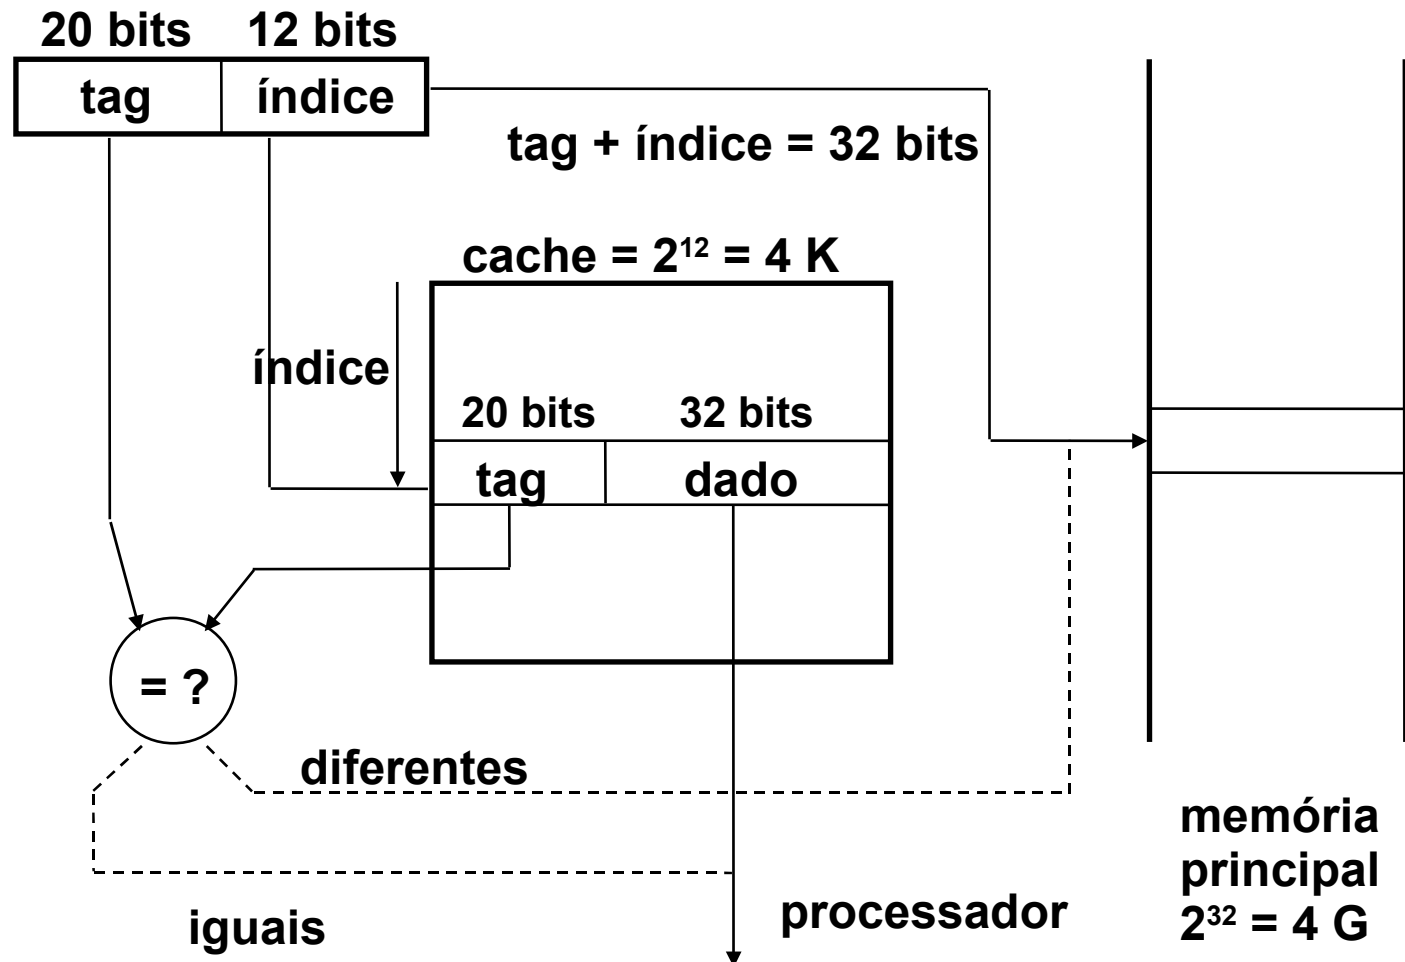 20 bits 12 bits
tag índice
tag + índice = 32 bits
cache = 2¹² = 4 K
índice
20 bits 32 bits
tag dado
= ?
diferentes
iguais
processador
memória
principal
2³² = 4 G